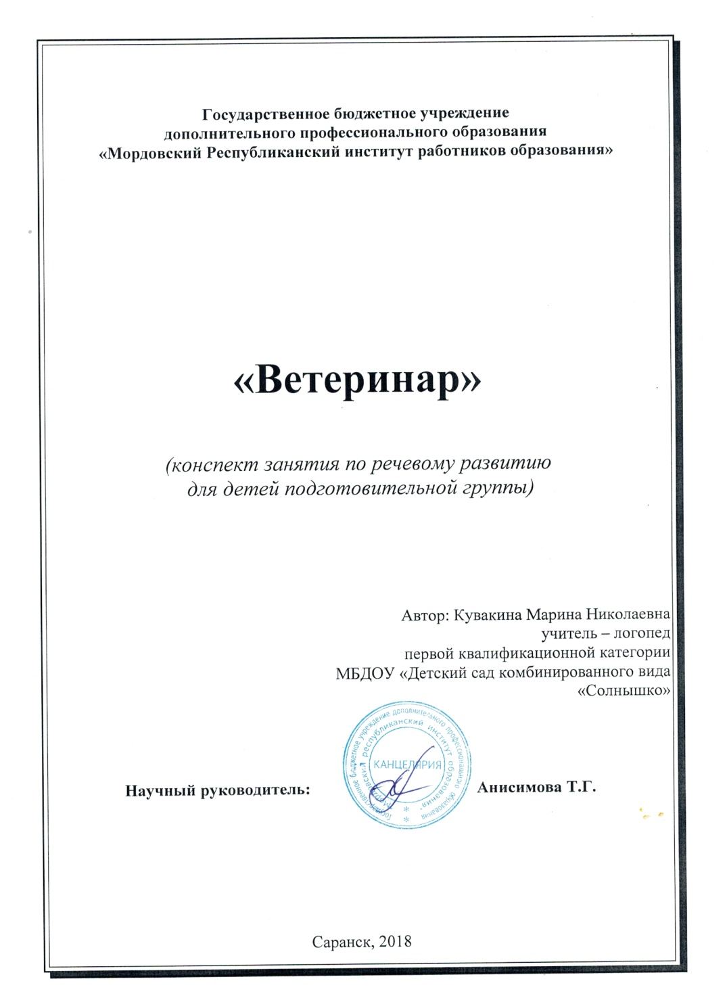 Государственное бюджетное учреждение
дополнительного профессионального образования
«Мордовский Республиканский институт работников образования»
«Ветеринар»
(конспект занятия по речевому развитию
для детей подготовительной группы)
Автор: Кувакина Марина Николаевна
учитель – логопед
первой квалификационной категории
МБДОУ «Детский сад комбинированного вида
«Солнышко»
Государственное бюджетное учреждение дополнительного профессионального образования
"Мордовский республиканский институт образования"
КАНЦЕЛЯРИЯ
Научный руководитель: Анисимова Т.Г.
Саранск, 2018